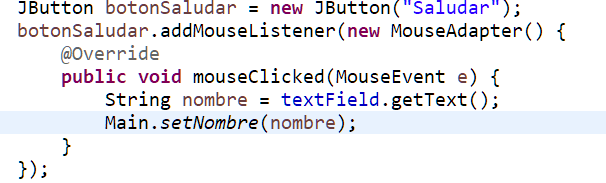 JButton botonSaludar = new JButton("Saludar");
botonSaludar.addMouseListener(new MouseAdapter() {
    @Override
    public void mouseClicked(MouseEvent e) {
        String nombre = textField.getText();
        Main.setNombre(nombre);
    }
});